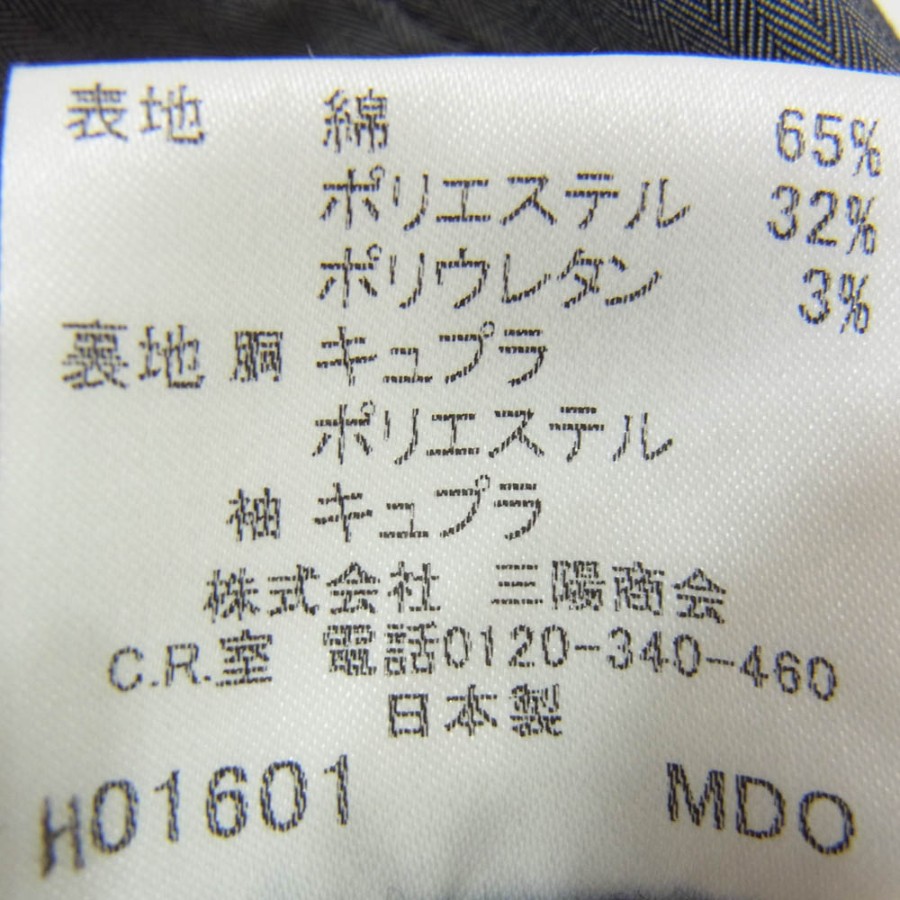 表地 綿 65%
ポリエステル 32%
ポリウレタン 3%
裏地 胴 キュプラ
ポリエステル
袖 キュプラ
株式会社 三陽商会
C.R.室 電話0120-340-460
日本製
H01601 MDO